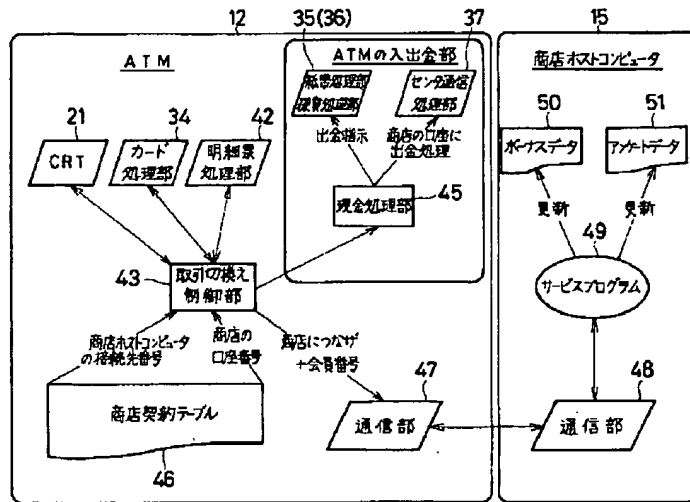 12
15
35(36)
37
ATM
ATMの入出金部
商店ホストコンピュータ
紙幣処理部
硬貨処理部
センタ通信
処理部
50
51
21
34
42
ボーナスデータ
アンケートデータ
CRT
カード
処理部
明細票
処理部
出金指示
商店の口座に
出金処理
現金処理部
45
更新
更新
49
43
取引切換え
制御部
サービスプログラム
商店ホストコンピュータ
の接続先番号
商店の
口座番号
商店につなぐ
+会員番号
47
48
商店契約テーブル
通信部
通信部
46